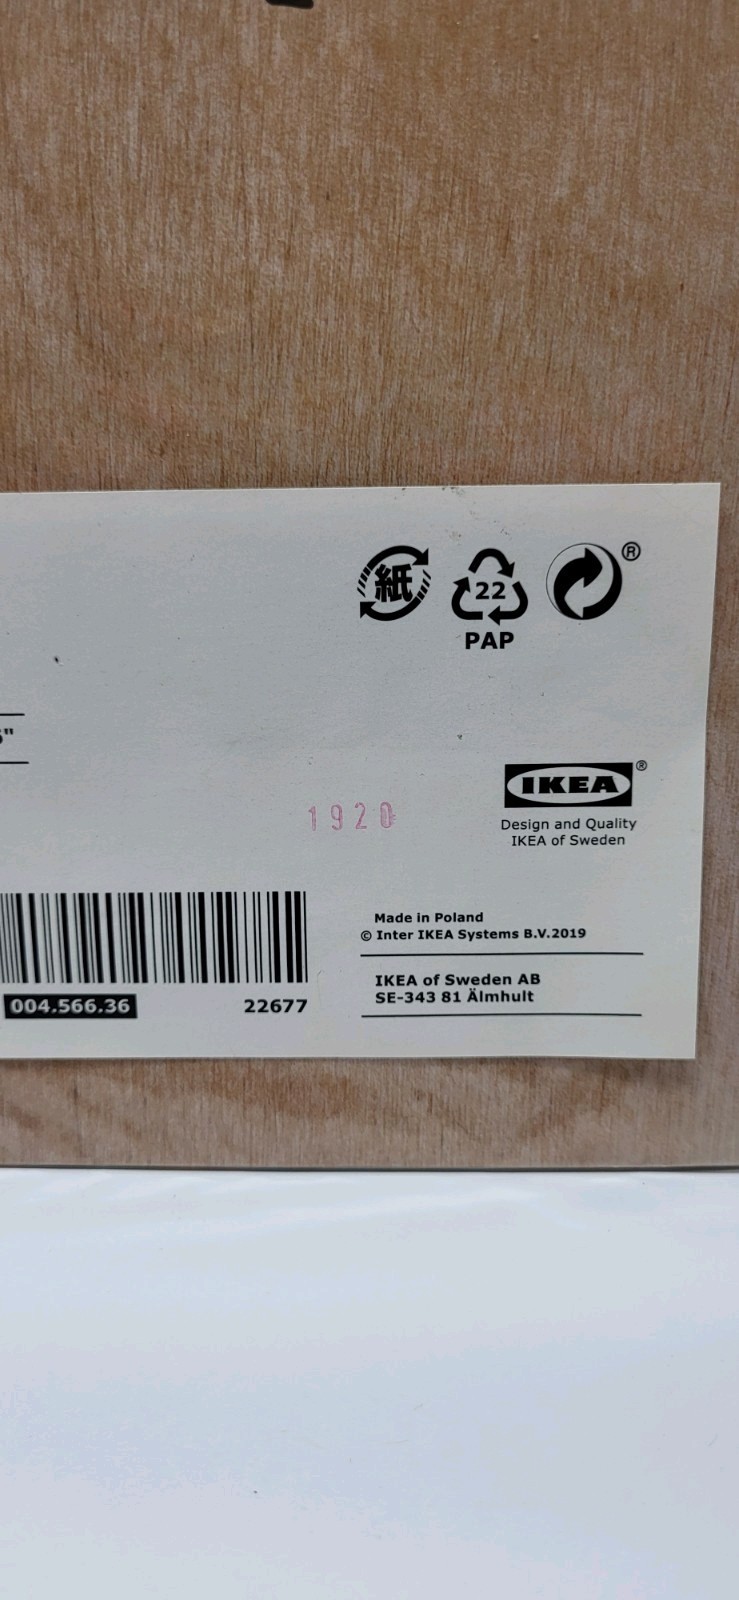 紙
22
PAP
®
"
IKEA®
1920
Design and Quality
IKEA of Sweden
Made in Poland
© Inter IKEA Systems B.V.2019
004.566.36
22677
IKEA of Sweden AB
SE-343 81 Älmhult